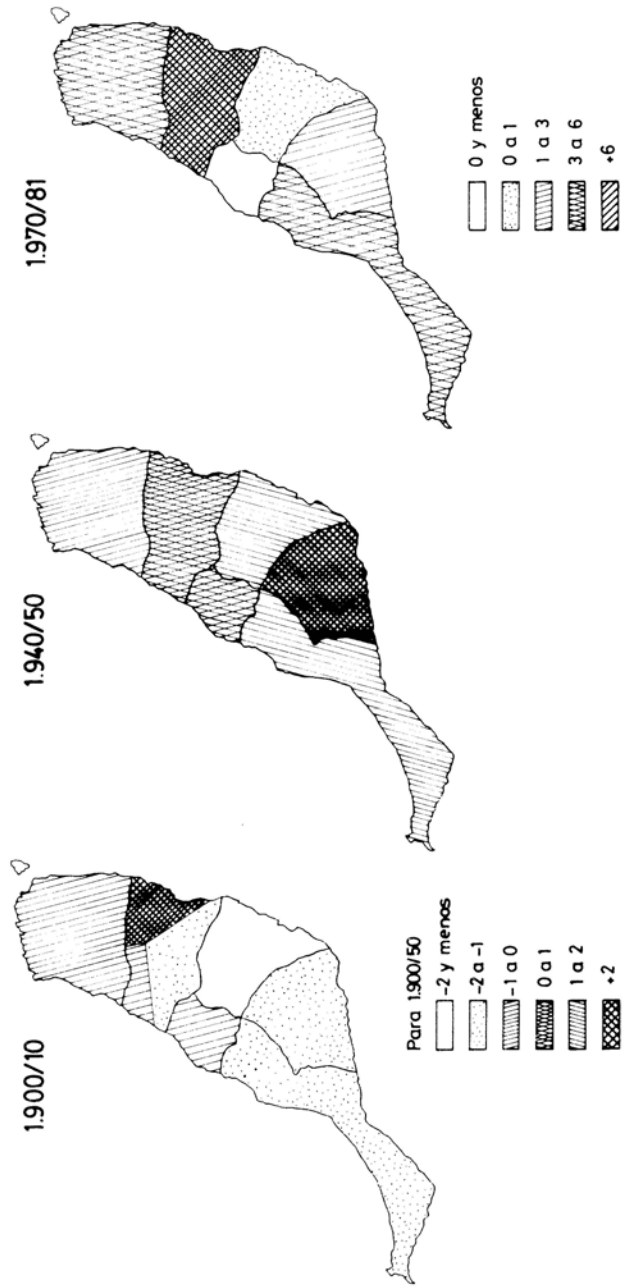 1.900/10
1.940/50
1.970/81
Para 1.900/50
-2 y menos
-2 a -1
-1 a 0
0 a 1
1 a 2
+2
0 y menos
0 a 1
1 a 3
3 a 6
+6